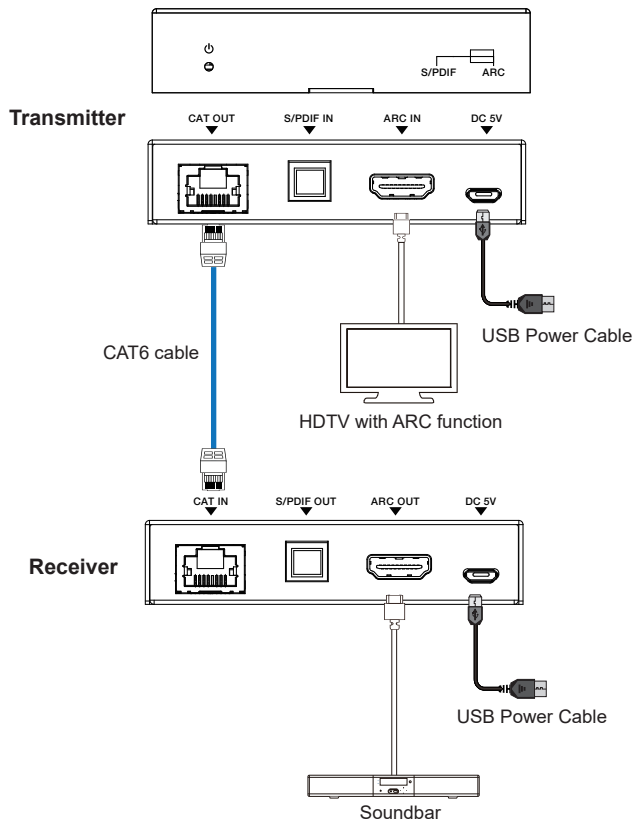 S/PDIF ARC
Transmitter
CAT OUT S/PDIF IN ARC IN DC 5V
USB Power Cable
CAT6 cable
HDTV with ARC function
CAT IN S/PDIF OUT ARC OUT DC 5V
Receiver
USB Power Cable
Soundbar